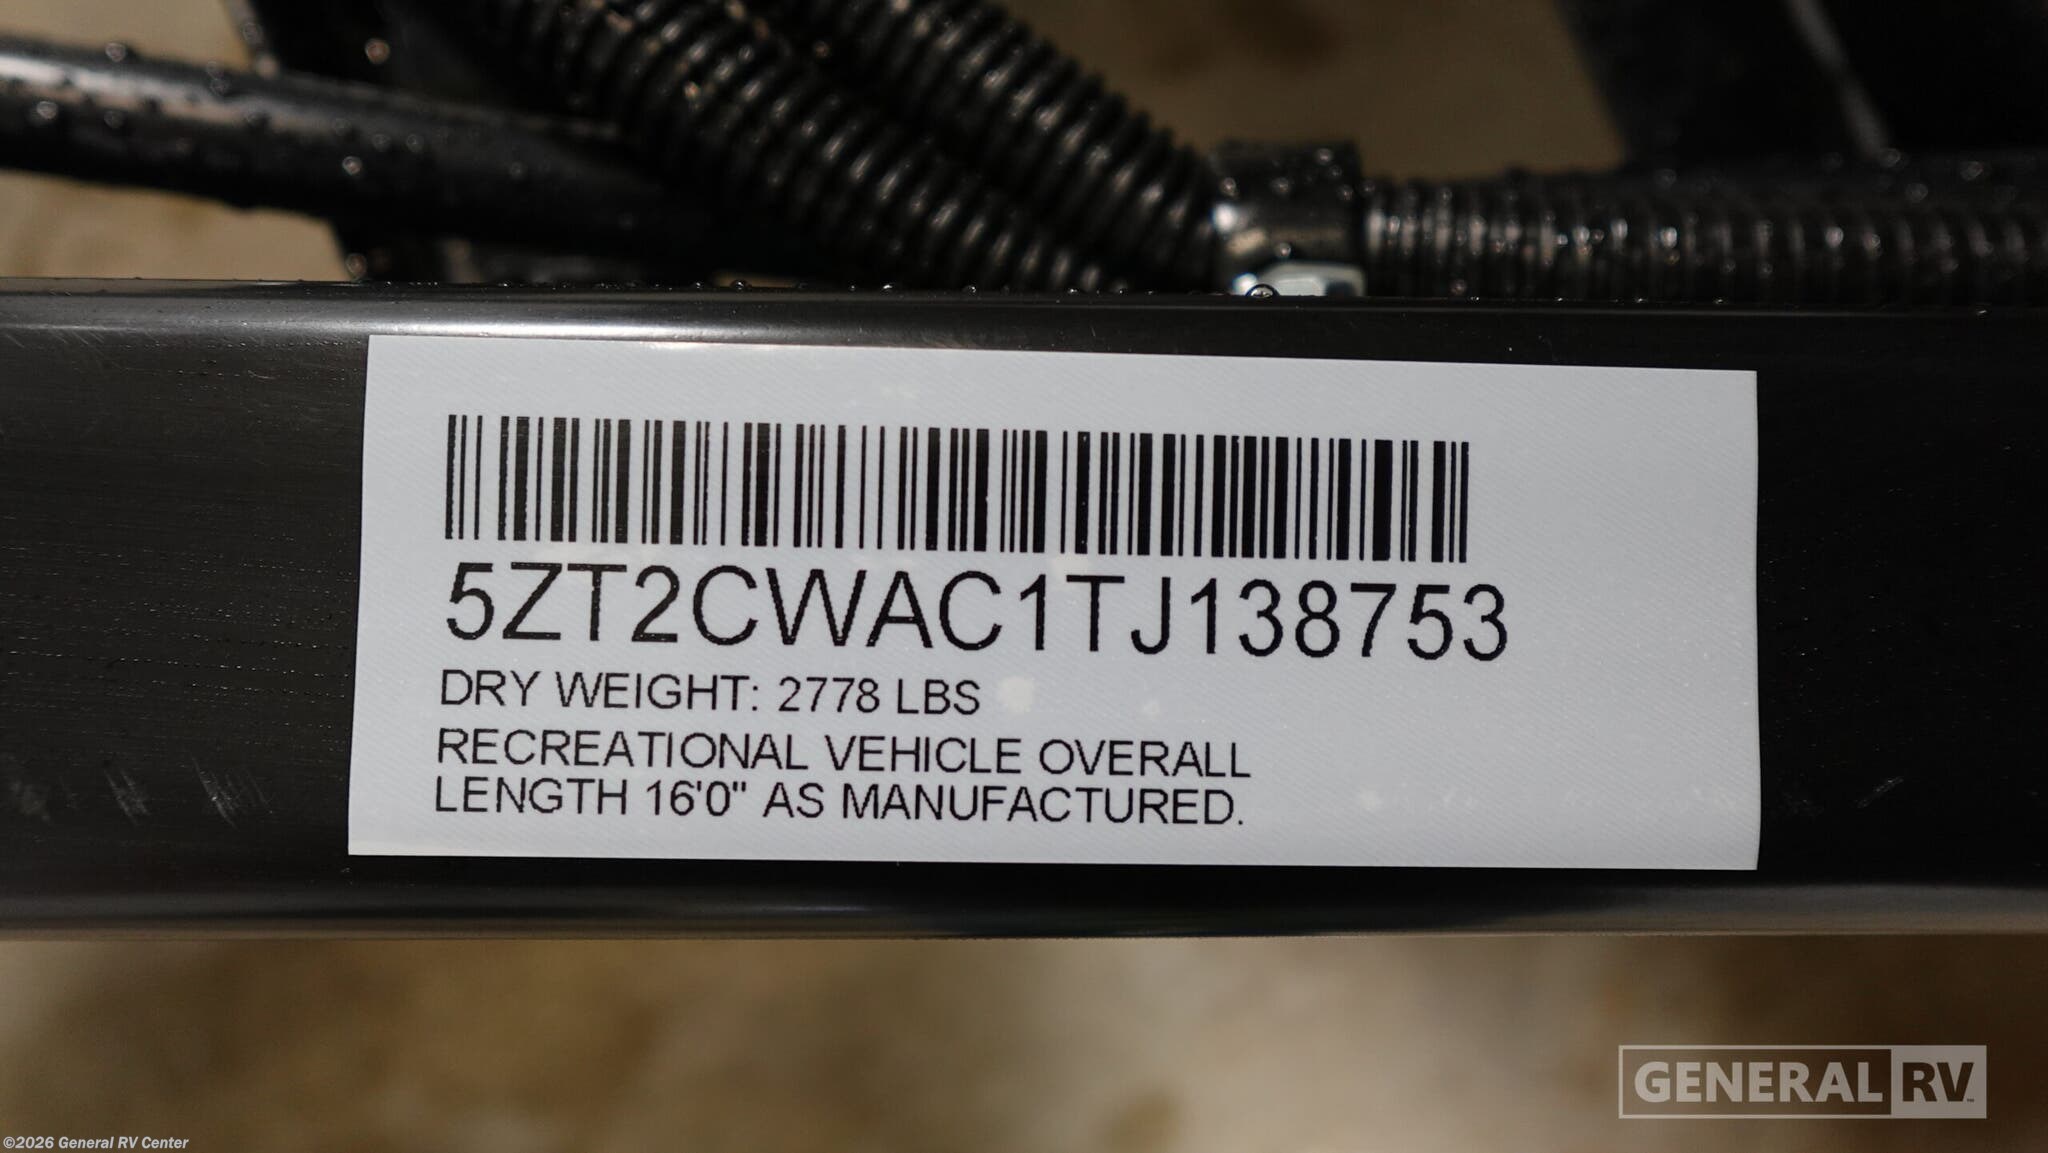 5ZT2CWAC1TJ138753
DRY WEIGHT: 2778 LBS
RECREATIONAL VEHICLE OVERALL
LENGTH 16'0" AS MANUFACTURED.
GENERAL RV
©2026 General RV Center